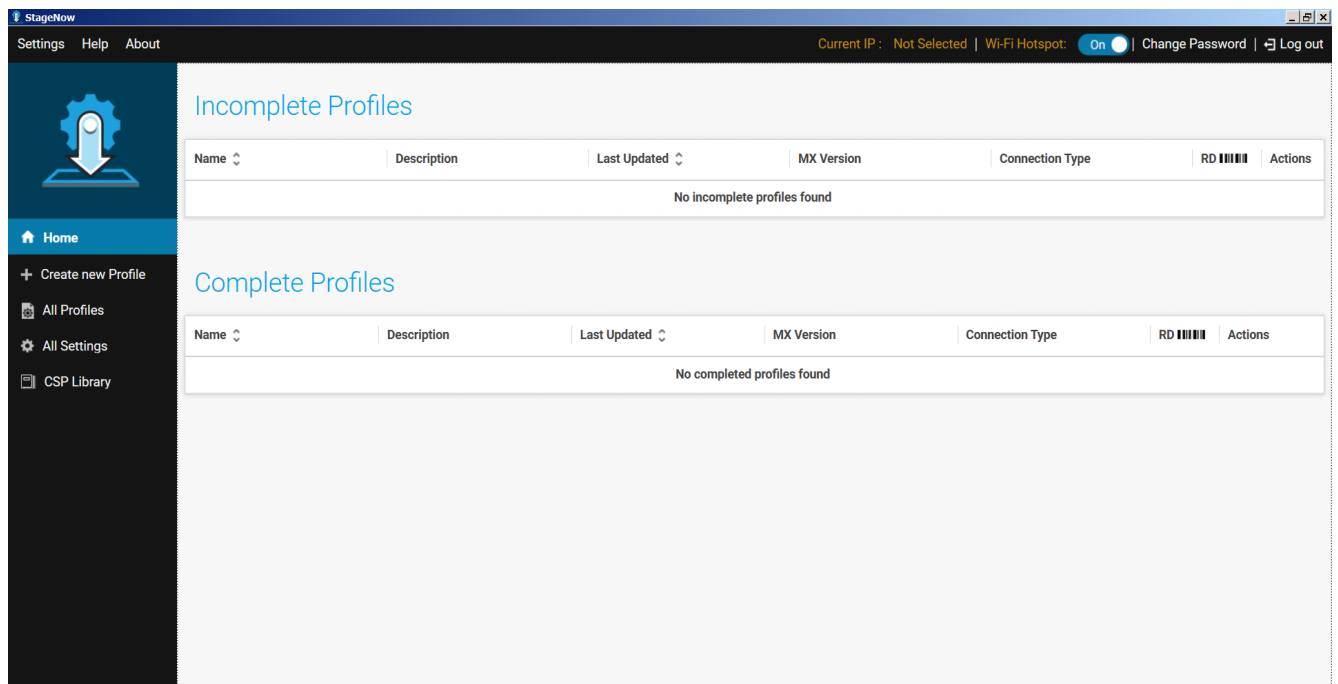 StageNow
Settings Help About Current IP : Not Selected | Wi-Fi Hotspot: On | Change Password | Log out
Incomplete Profiles
Name Description Last Updated MX Version Connection Type RD Actions
No incomplete profiles found
Home
Create new Profile
All Profiles
All Settings
CSP Library
Complete Profiles
Name Description Last Updated MX Version Connection Type RD Actions
No completed profiles found